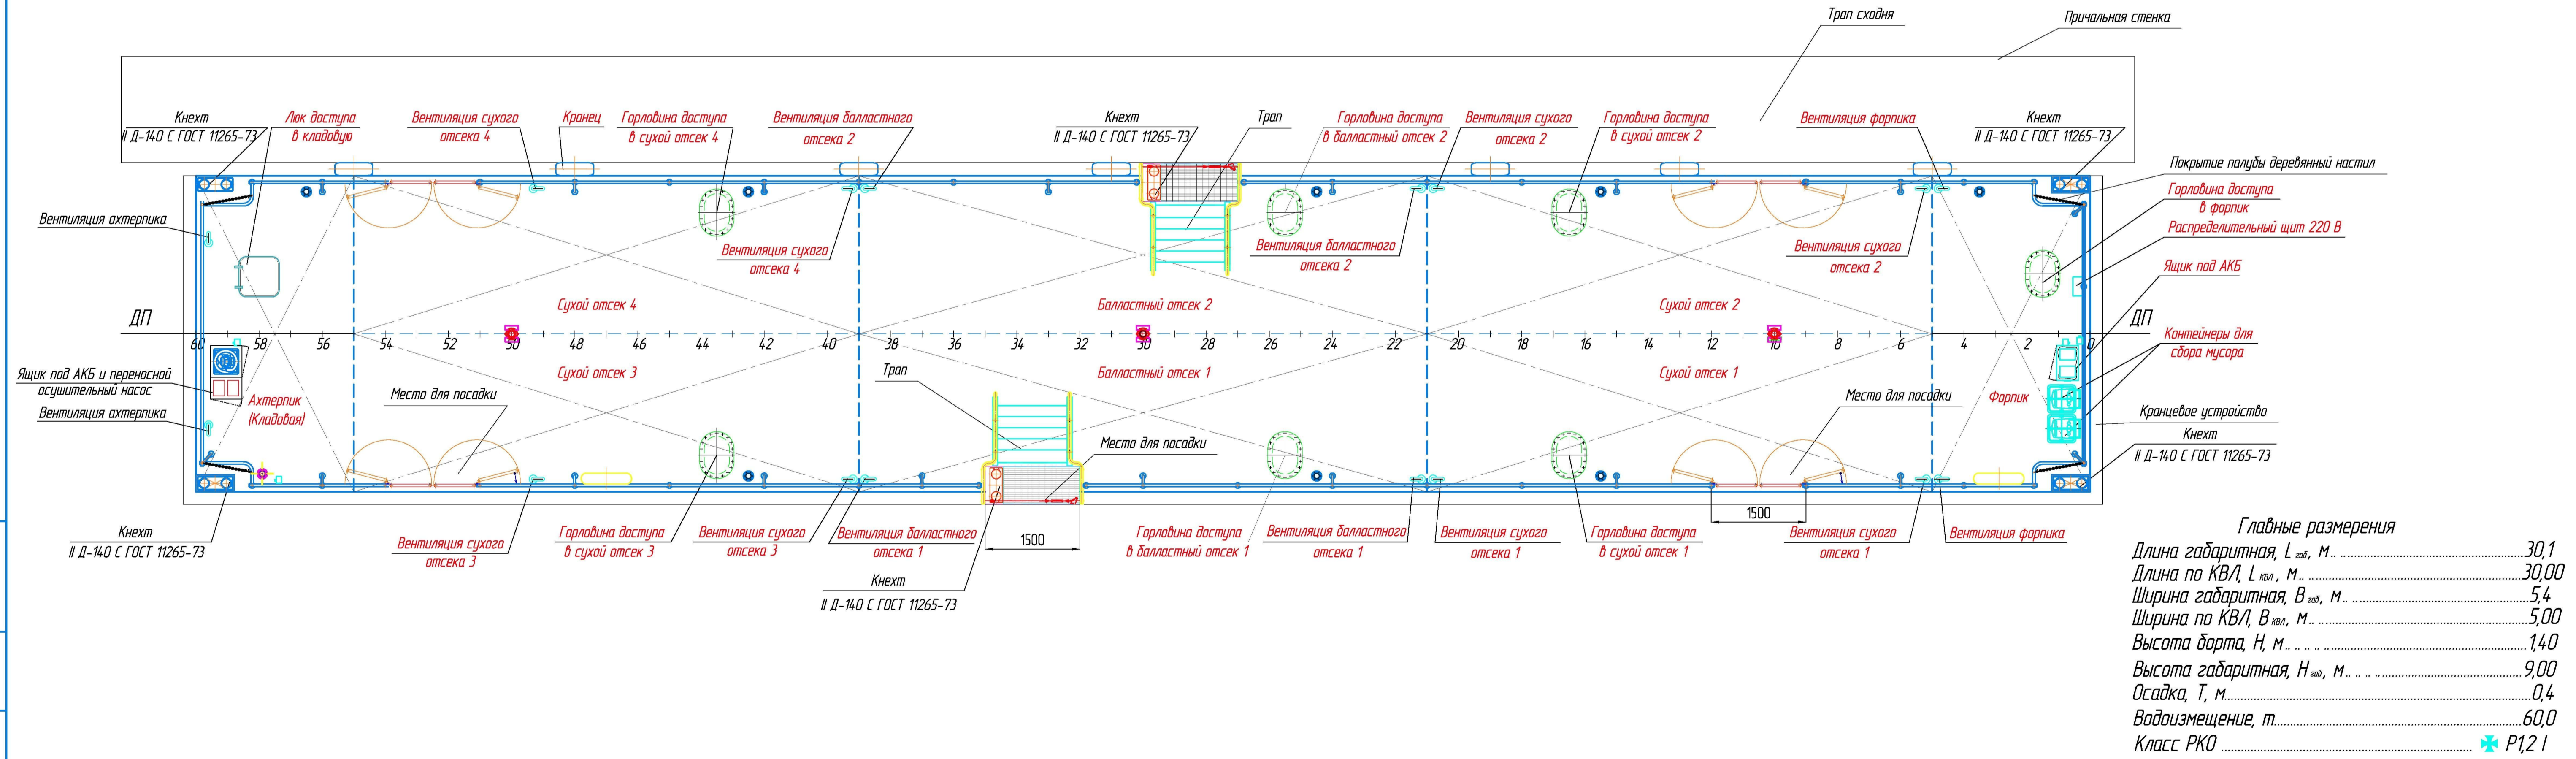 Трап сходня
Причальная стенка
Кнехт
II Д-140 С ГОСТ 11265-73
Люк доступа
в кладовую
Вентиляция сухого
отсека 4
Кранец
Горловина доступа
в сухой отсек 4
Вентиляция балластного
отсека 2
Кнехт
II Д-140 С ГОСТ 11265-73
Трап
Горловина доступа
в балластный отсек 2
Вентиляция сухого
отсека 2
Горловина доступа
в сухой отсек 2
Вентиляция форпика
Кнехт
II Д-140 С ГОСТ 11265-73
Покрытие палубы деревянный настил
Горловина доступа
в форпик
Распределительный щит 220 В
Вентиляция ахтерпика
Вентиляция сухого
отсека 4
Вентиляция балластного
отсека 2
Вентиляция сухого
отсека 2
Ящик под АКБ
Сухой отсек 4
Балластный отсек 2
Сухой отсек 2
ДП
ДП
60 58 56 54 52 50 48 46 44 42 40 38 36 34 32 30 28 26 24 22 20 18 16 14 12 10 8 6 4 2 0
Контейнеры для
сбора мусора
Ящик под АКБ и переносной
осушительный насос
Сухой отсек 3
Трап
Балластный отсек 1
Сухой отсек 1
Ахтерпик
(Кладовая)
Место для посадки
Место для посадки
Форпик
Вентиляция ахтерпика
Кранцевое устройство
Место для посадки
Кнехт
II Д-140 С ГОСТ 11265-73
Кнехт
II Д-140 С ГОСТ 11265-73
Вентиляция сухого
отсека 3
Горловина доступа
в сухой отсек 3
Вентиляция сухого
отсека 3
Вентиляция балластного
отсека 1
1500
Горловина доступа
в балластный отсек 1
Вентиляция балластного
отсека 1
Вентиляция сухого
отсека 1
Горловина доступа
в сухой отсек 1
1500
Вентиляция сухого
отсека 1
Вентиляция форпика
Кнехт
II Д-140 С ГОСТ 11265-73
Главные размерения
Длина габаритная, L габ, м.. ..........30,1
Длина по КВЛ, L квл , м.. ..........30,00
Ширина габаритная, B габ, м.. ..........5,4
Ширина по КВЛ, B квл, м.. ..........5,00
Высота борта, H, м.. .. .. .. ..........1,40
Высота габаритная, H габ, м.. .. .. ..........9,00
Осадка, Т, м..........0,4
Водоизмещение, т..........60,0
Класс РКО .......... Р1,2 I